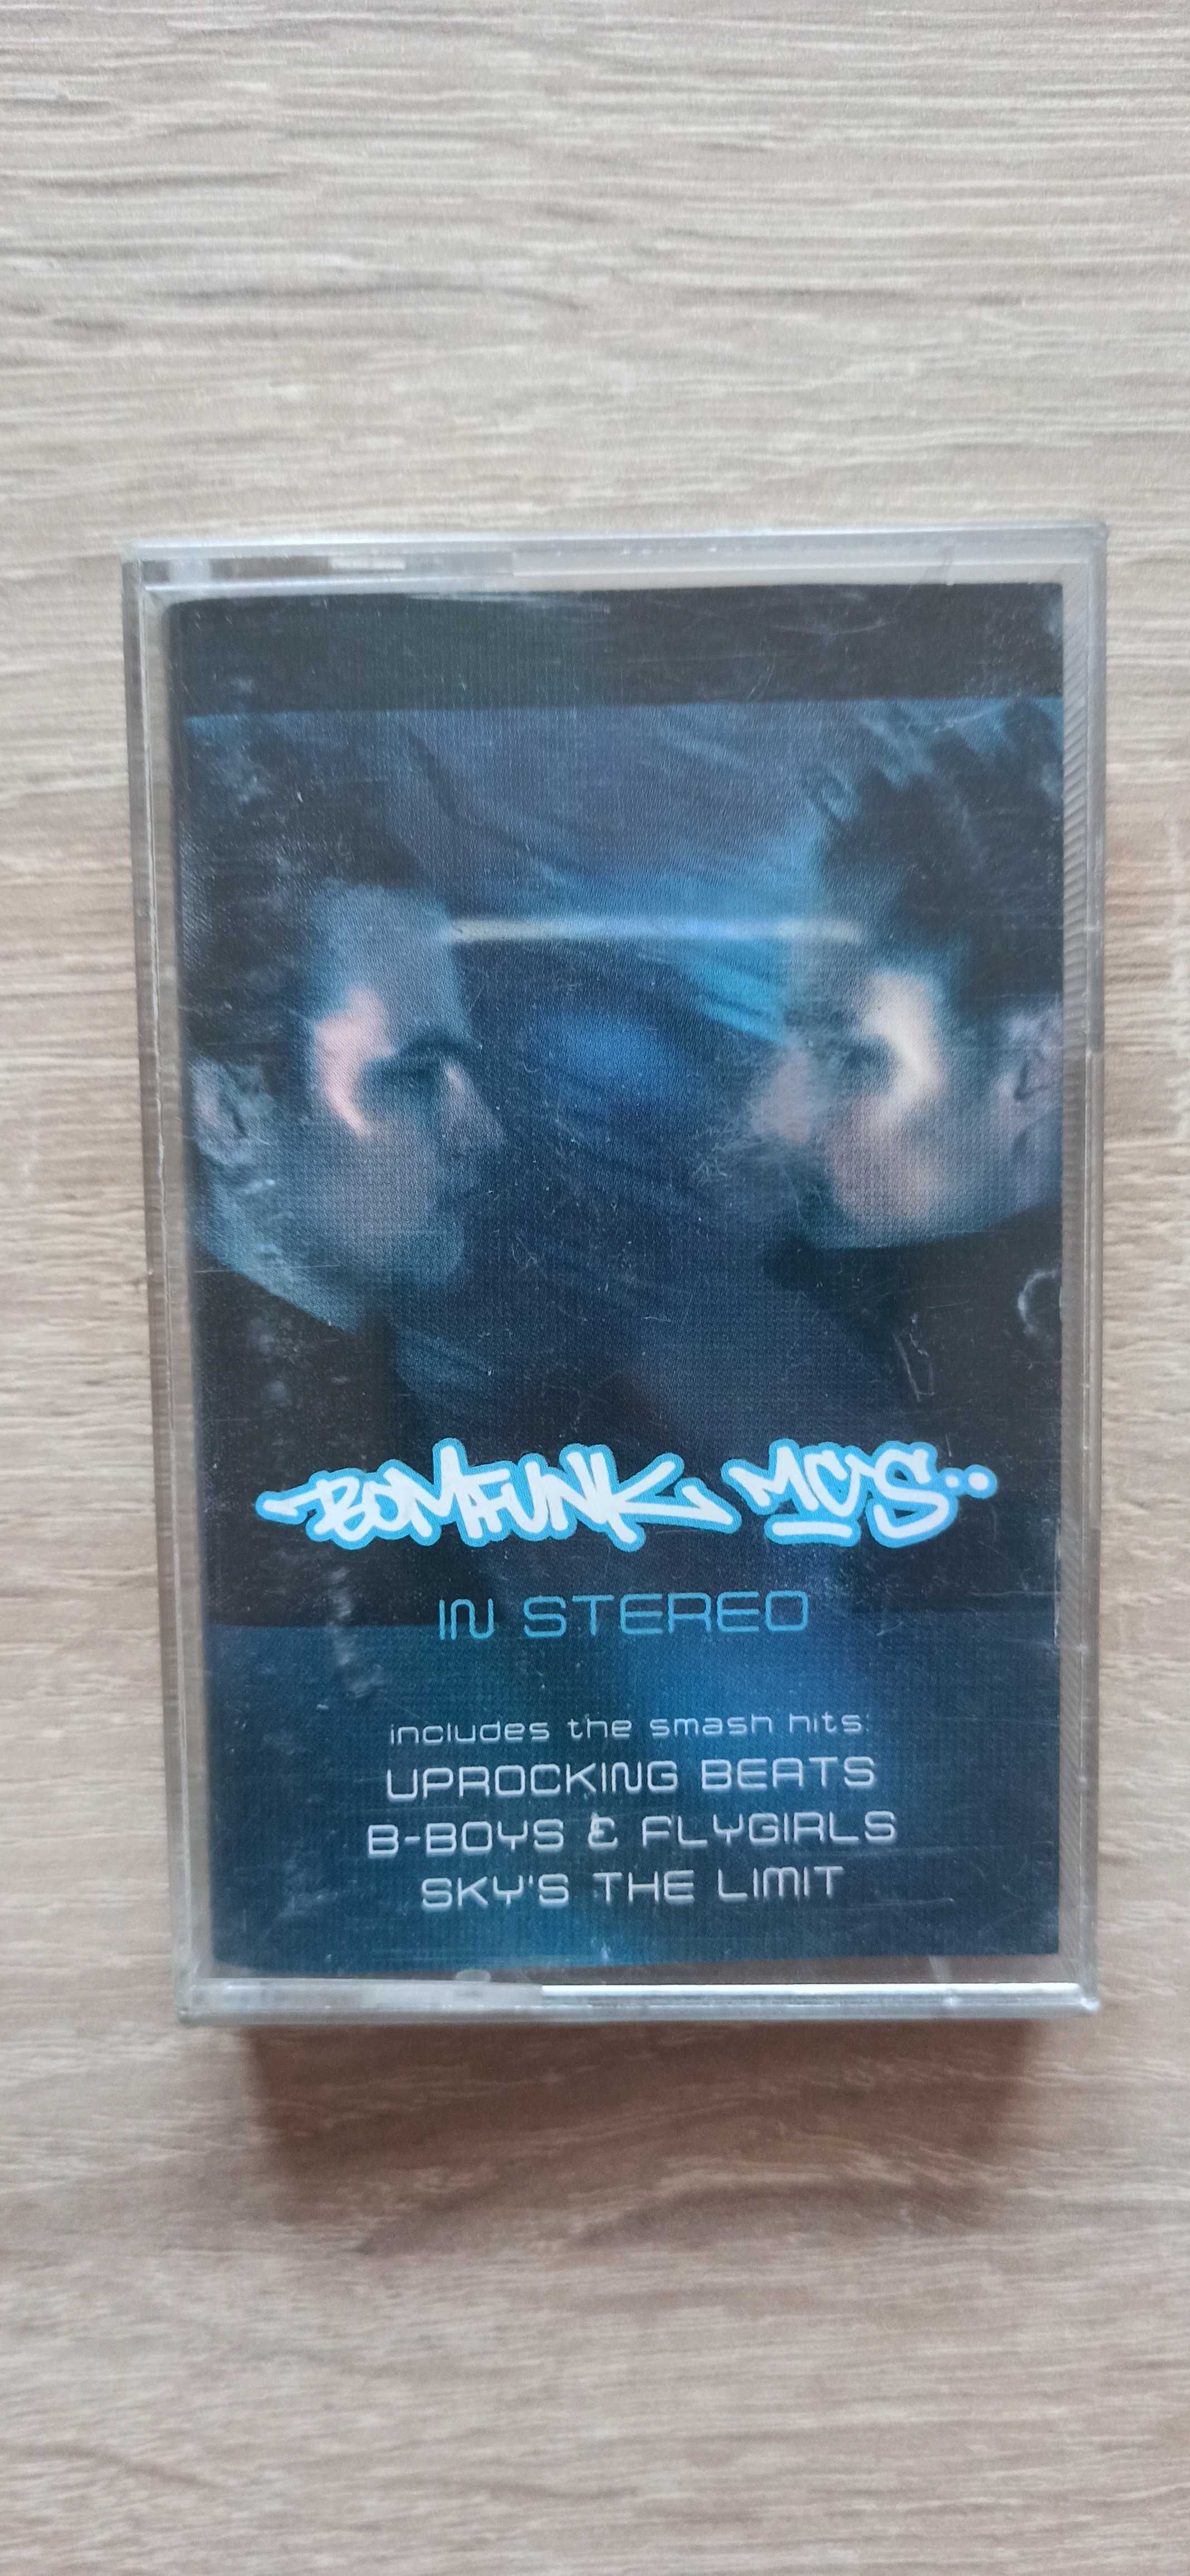 BOMFUNK MC'S..
IN STEREO
includes the smash hits:
UPROCKING BEATS
B-BOYS & FLYGIRLS
SKY'S THE LIMIT